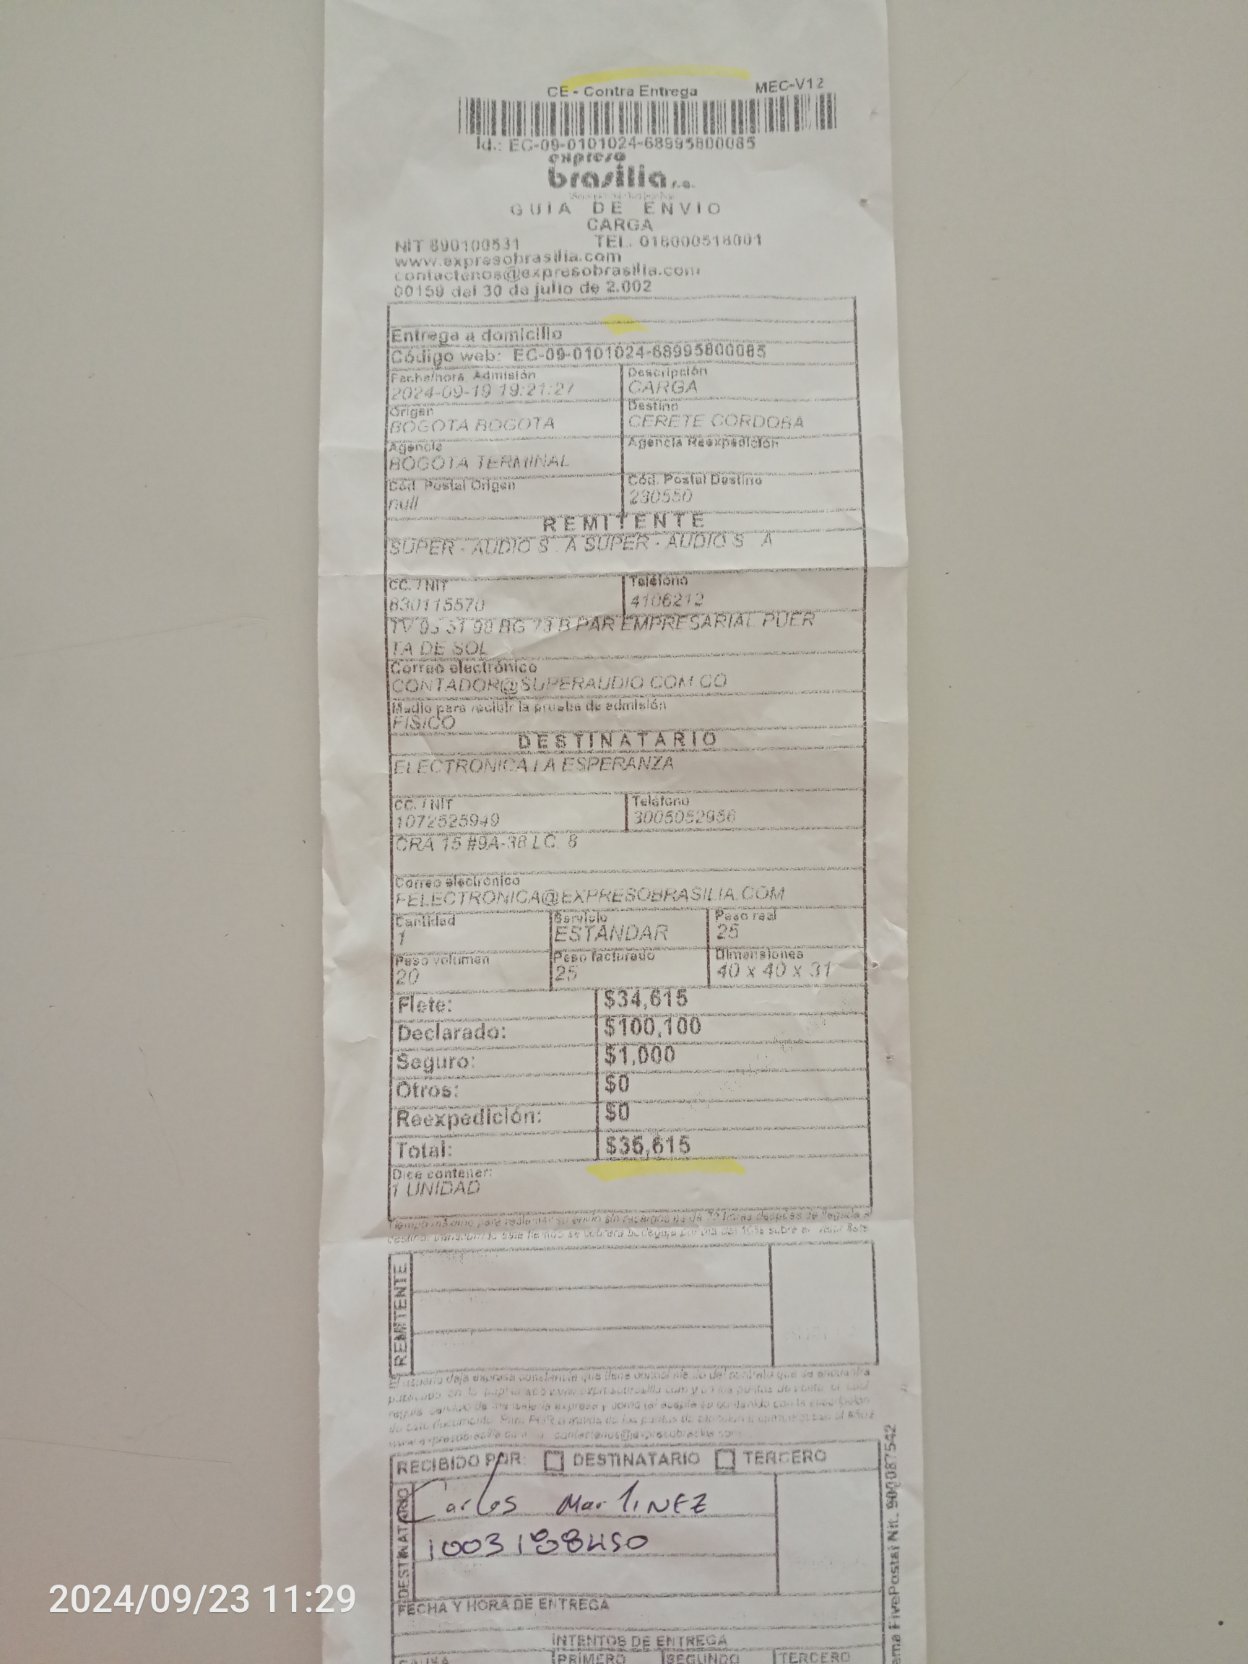 CE - Contra Entrega MEC-V12
Id.: EC-09-0101024-68995800085
expreso
brasilia s.a.
GUIA DE ENVIO
CARGA
NIT 890100531 TEL. 018000518001
www.expresobrasilia.com
contactenos@expresobrasilia.com
00159 del 30 de julio de 2.002
Entrega a domicilio
Código web: EC-09-0101024-68995800085
Fecha/hora Admisión Descripción
2024-09-19 19:21:27 CARGA
Origen Destino
BOGOTA BOGOTA CERETE CORDOBA
Agencia Agencia Reexpedición
BOGOTA TERMINAL
Cód. Postal Origen Cód. Postal Destino
null 230550
REMITENTE
SUPER - AUDIO S . A SUPER - AUDIO S . A
CC. / NIT Teléfono
830115570 4106212
PAR EMPRESARIAL PUER
TA DE SOL
Correo electrónico
CONTADOR@SUPERAUDIO.COM.CO
Medio para recibir la prueba de admisión
FISICO
DESTINATARIO
ELECTRONICA LA ESPERANZA
CC. / NIT Teléfono
1072525949 3005052956
CRA 15 #9A-38 LC. 8
Correo electrónico
FELECTRONICA@EXPRESOBRASILIA.COM
Cantidad Servicio Peso real
1 ESTANDAR 25
Peso volumen Peso facturado Dimensiones
20 25 40 x 40 x 31
Flete: $34,615
Declarado: $100,100
Seguro: $1,000
Otros: $0
Reexpedición: $0
Total: $35,615
Dice contener:
1 UNIDAD
REMITENTE
RECIBIDO POR: DESTINATARIO TERCERO
DESTINATARIO
Carlos MartINEZ
1003188450
FECHA Y HORA DE ENTREGA
INTENTOS DE ENTREGA
CAUSA PRIMERO SEGUNDO TERCERO
FivePostal Nit. 900087542
2024/09/23 11:29